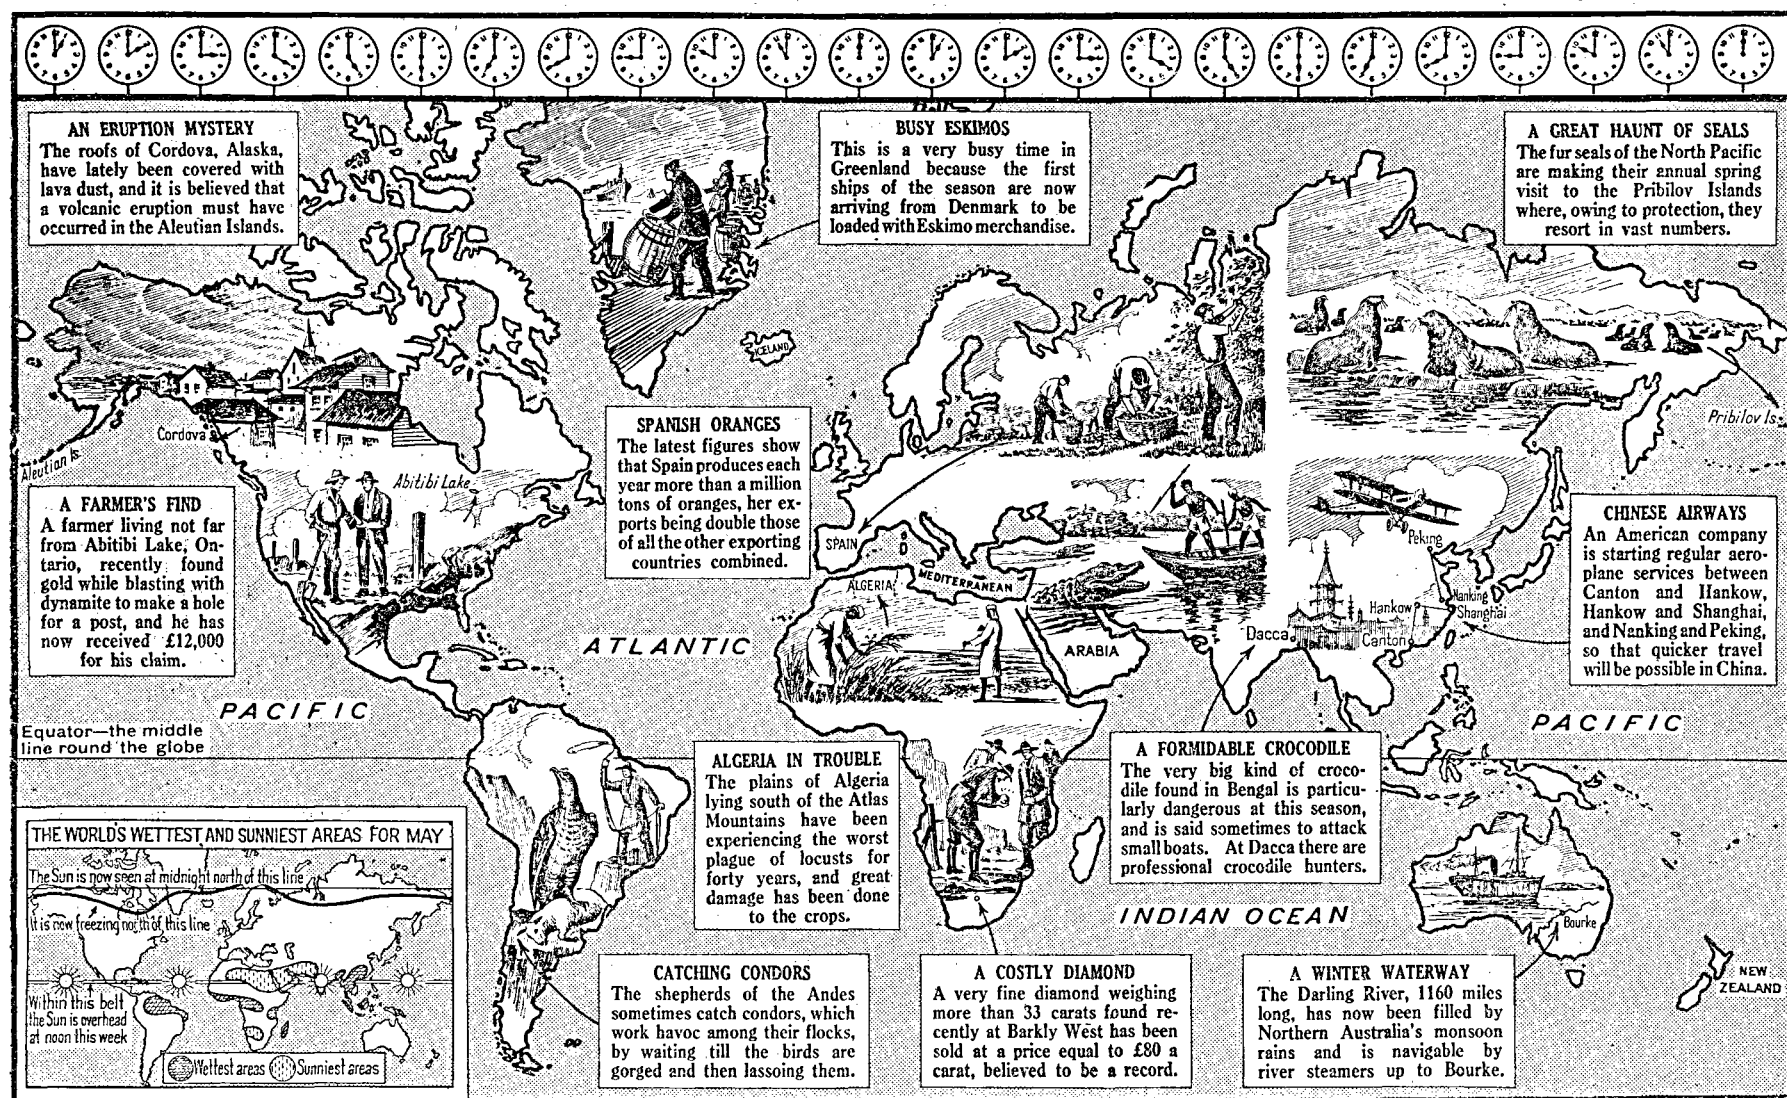 AN ERUPTION MYSTERY
The roofs of Cordova, Alaska,
have lately been covered with
lava dust, and it is believed that
a volcanic eruption must have
occurred in the Aleutian Islands.
BUSY ESKIMOS
This is a very busy time in
Greenland because the first
ships of the season are now
arriving from Denmark to be
loaded with Eskimo merchandise.
A GREAT HAUNT OF SEALS
The fur seals of the North Pacific
are making their annual spring
visit to the Pribilov Islands
where, owing to protection, they
resort in vast numbers.
ICELAND
Cordova
Aleutian Is.
Abitibi Lake
Pribilov Is.
SPANISH ORANGES
The latest figures show
that Spain produces each
year more than a million
tons of oranges, her ex-
ports being double those
of all the other exporting
countries combined.
A FARMER'S FIND
A farmer living not far
from Abitibi Lake, On-
tario, recently found
gold while blasting with
dynamite to make a hole
for a post, and he has
now received £12,000
for his claim.
CHINESE AIRWAYS
An American company
is starting regular aero-
plane services between
Canton and Hankow,
Hankow and Shanghai,
and Nanking and Peking,
so that quicker travel
will be possible in China.
SPAIN
ALGERIA
MEDITERRANEAN
ARABIA
Peking
Nanking
Hankow
Shanghai
Dacca
Canton
ATLANTIC
PACIFIC
PACIFIC
Equator—the middle
line round the globe
ALGERIA IN TROUBLE
The plains of Algeria
lying south of the Atlas
Mountains have been
experiencing the worst
plague of locusts for
forty years, and great
damage has been done
to the crops.
A FORMIDABLE CROCODILE
The very big kind of croco-
dile found in Bengal is particu-
larly dangerous at this season,
and is said sometimes to attack
small boats. At Dacca there are
professional crocodile hunters.
THE WORLD'S WETTEST AND SUNNIEST AREAS FOR MAY
The Sun is now seen at midnight north of this line
It is now freezing north of this line
Within this belt
the Sun is overhead
at noon this week
Wettest areas
Sunniest areas
INDIAN OCEAN
Bourke
NEW
ZEALAND
CATCHING CONDORS
The shepherds of the Andes
sometimes catch condors, which
work havoc among their flocks,
by waiting till the birds are
gorged and then lassoing them.
A COSTLY DIAMOND
A very fine diamond weighing
more than 33 carats found re-
cently at Barkly West has been
sold at a price equal to £80 a
carat, believed to be a record.
A WINTER WATERWAY
The Darling River, 1160 miles
long, has now been filled by
Northern Australia's monsoon
rains and is navigable by
river steamers up to Bourke.